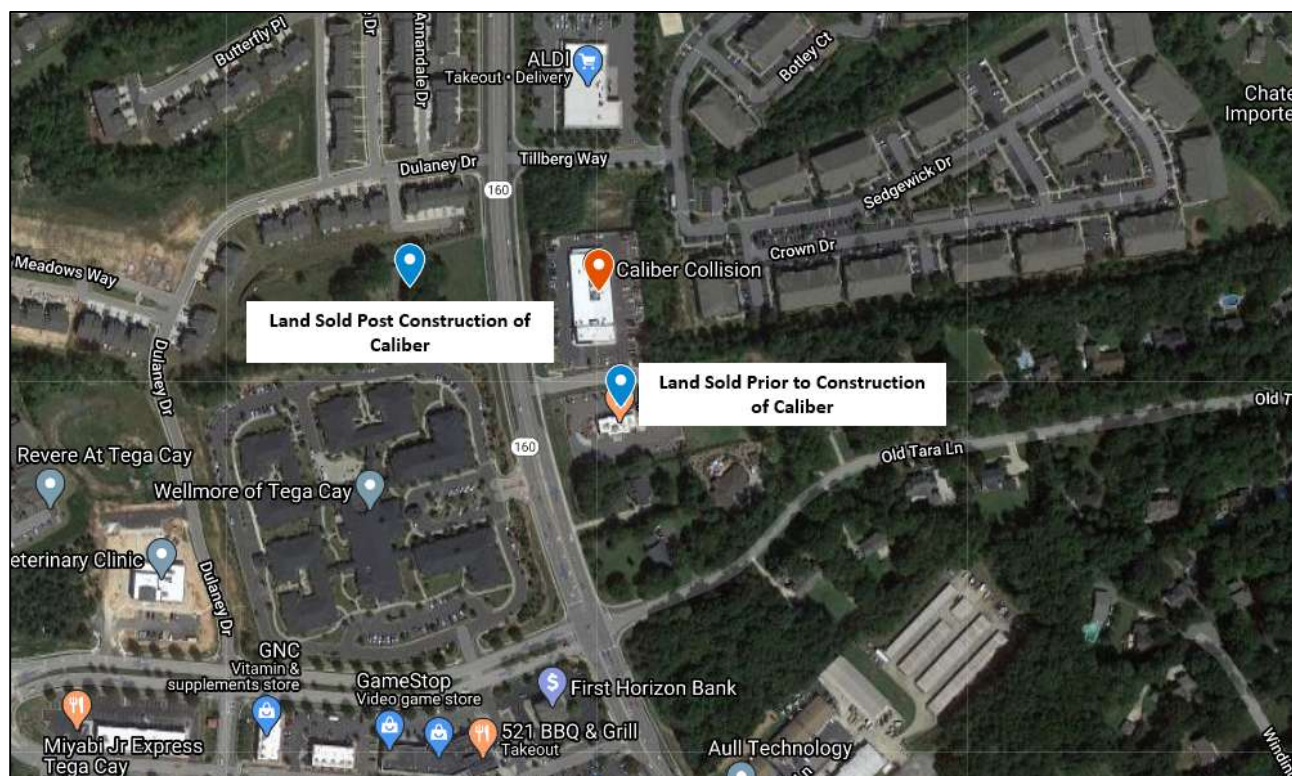 Butterfly Pl
Annandale Dr
ALDI
Takeout • Delivery
Botley Ct
Chate
Importe
Dulaney Dr
160
Tillberg Way
Sedgewick Dr
Crown Dr
Meadows Way
Caliber Collision
Land Sold Post Construction of
Caliber
Dulaney Dr
Land Sold Prior to Construction
of Caliber
Old T
160
Old Tara Ln
Revere At Tega Cay
Wellmore of Tega Cay
eterinary Clinic
Dulaney Dr
GNC
Vitamin &
supplements store
GameStop
Video game store
First Horizon Bank
521 BBQ & Grill
Takeout
Miyabi Jr Express
Tega Cay
Aull Technology
Ln
Windin